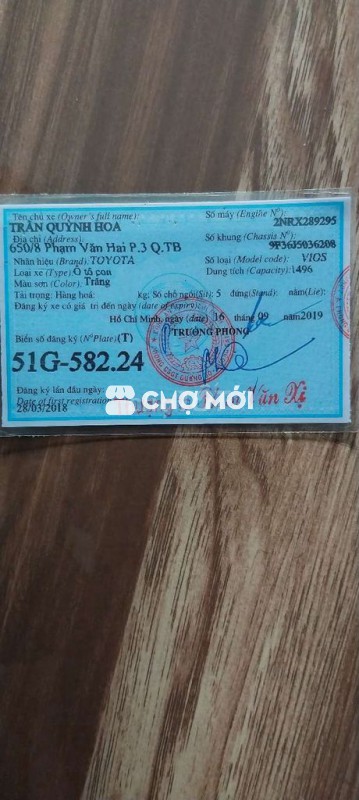 Tên chủ xe (Owner's full name):
TRẦN QUỲNH HOA
Địa chỉ (Address):
650/8 Phạm Văn Hai P.3 Q.TB
Nhãn hiệu (Brand): TOYOTA
Loại xe (Type): Ô tô con
Màu sơn (Color): Trắng
Tải trọng: Hàng hoá: kg; Số chỗ ngồi(Sit): 5 đứng(Stand): nằm(Lie):
Đăng ký xe có giá trị đến ngày (date of expiry):
Số máy (Engine Nº):
2NRX289295
Số khung (Chassis Nº):
9F36J5036208
Số loại (Model code): VIOS
Dung tích (Capacity): 1496
Hồ Chí Minh, ngày (date) 16 tháng 09 năm 2019
TRƯỞNG PHÒNG
Biển số đăng ký (NºPlate) (T)
51G-582.24
Đăng ký lần đầu ngày:
Date of first registration
28/03/2018
CHỢ MỚI